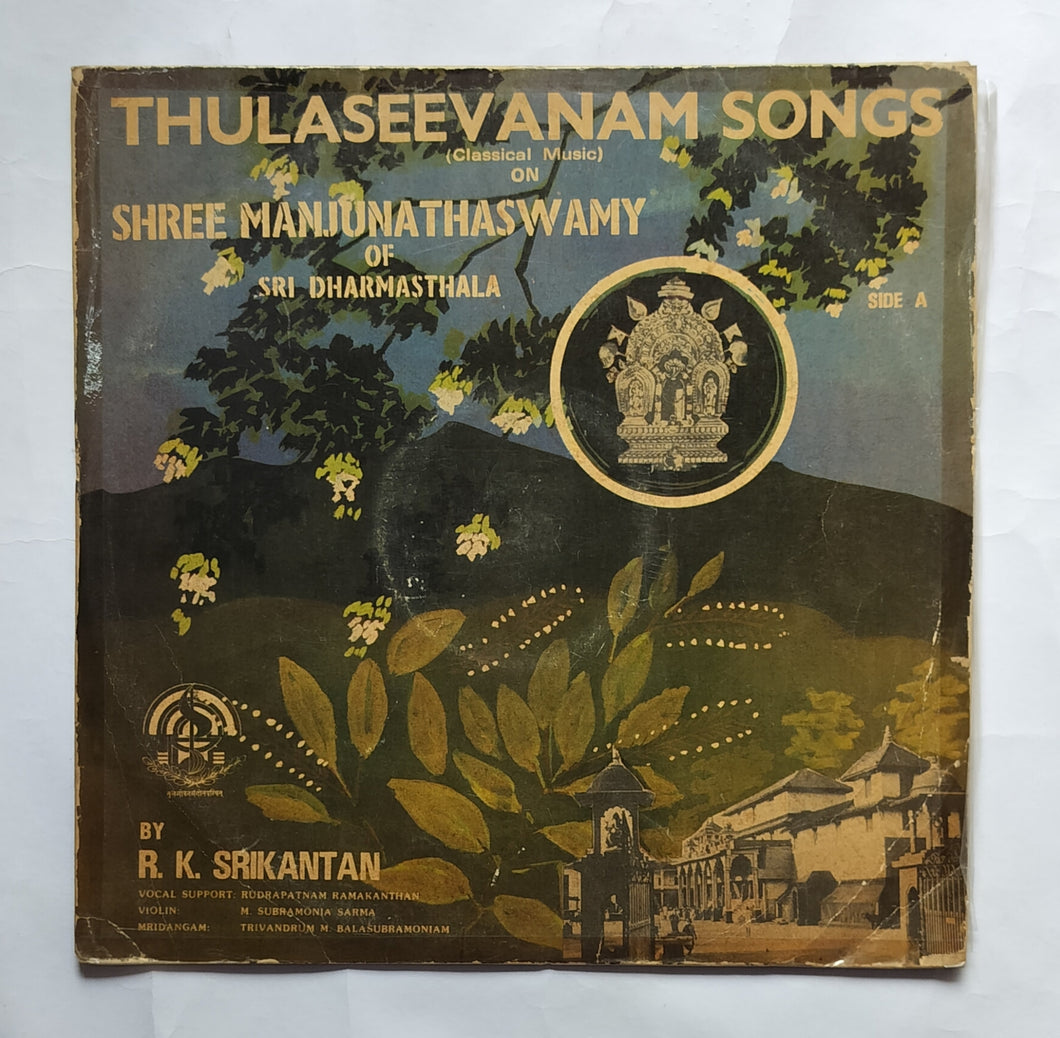 THULASEEVANAM SONGS
(Classical Music)
ON
SHREE MANJUNATHASWAMY
OF
SRI DHARMASTHALA
SIDE A
BY
R. K. SRIKANTAN
VOCAL SUPPORT: RUDRAPATNAM RAMAKANTHAN
VIOLIN: M. SUBRAMONIA SARMA
MRIDANGAM: TRIVANDRUM M. BALASUBRAMONIAM